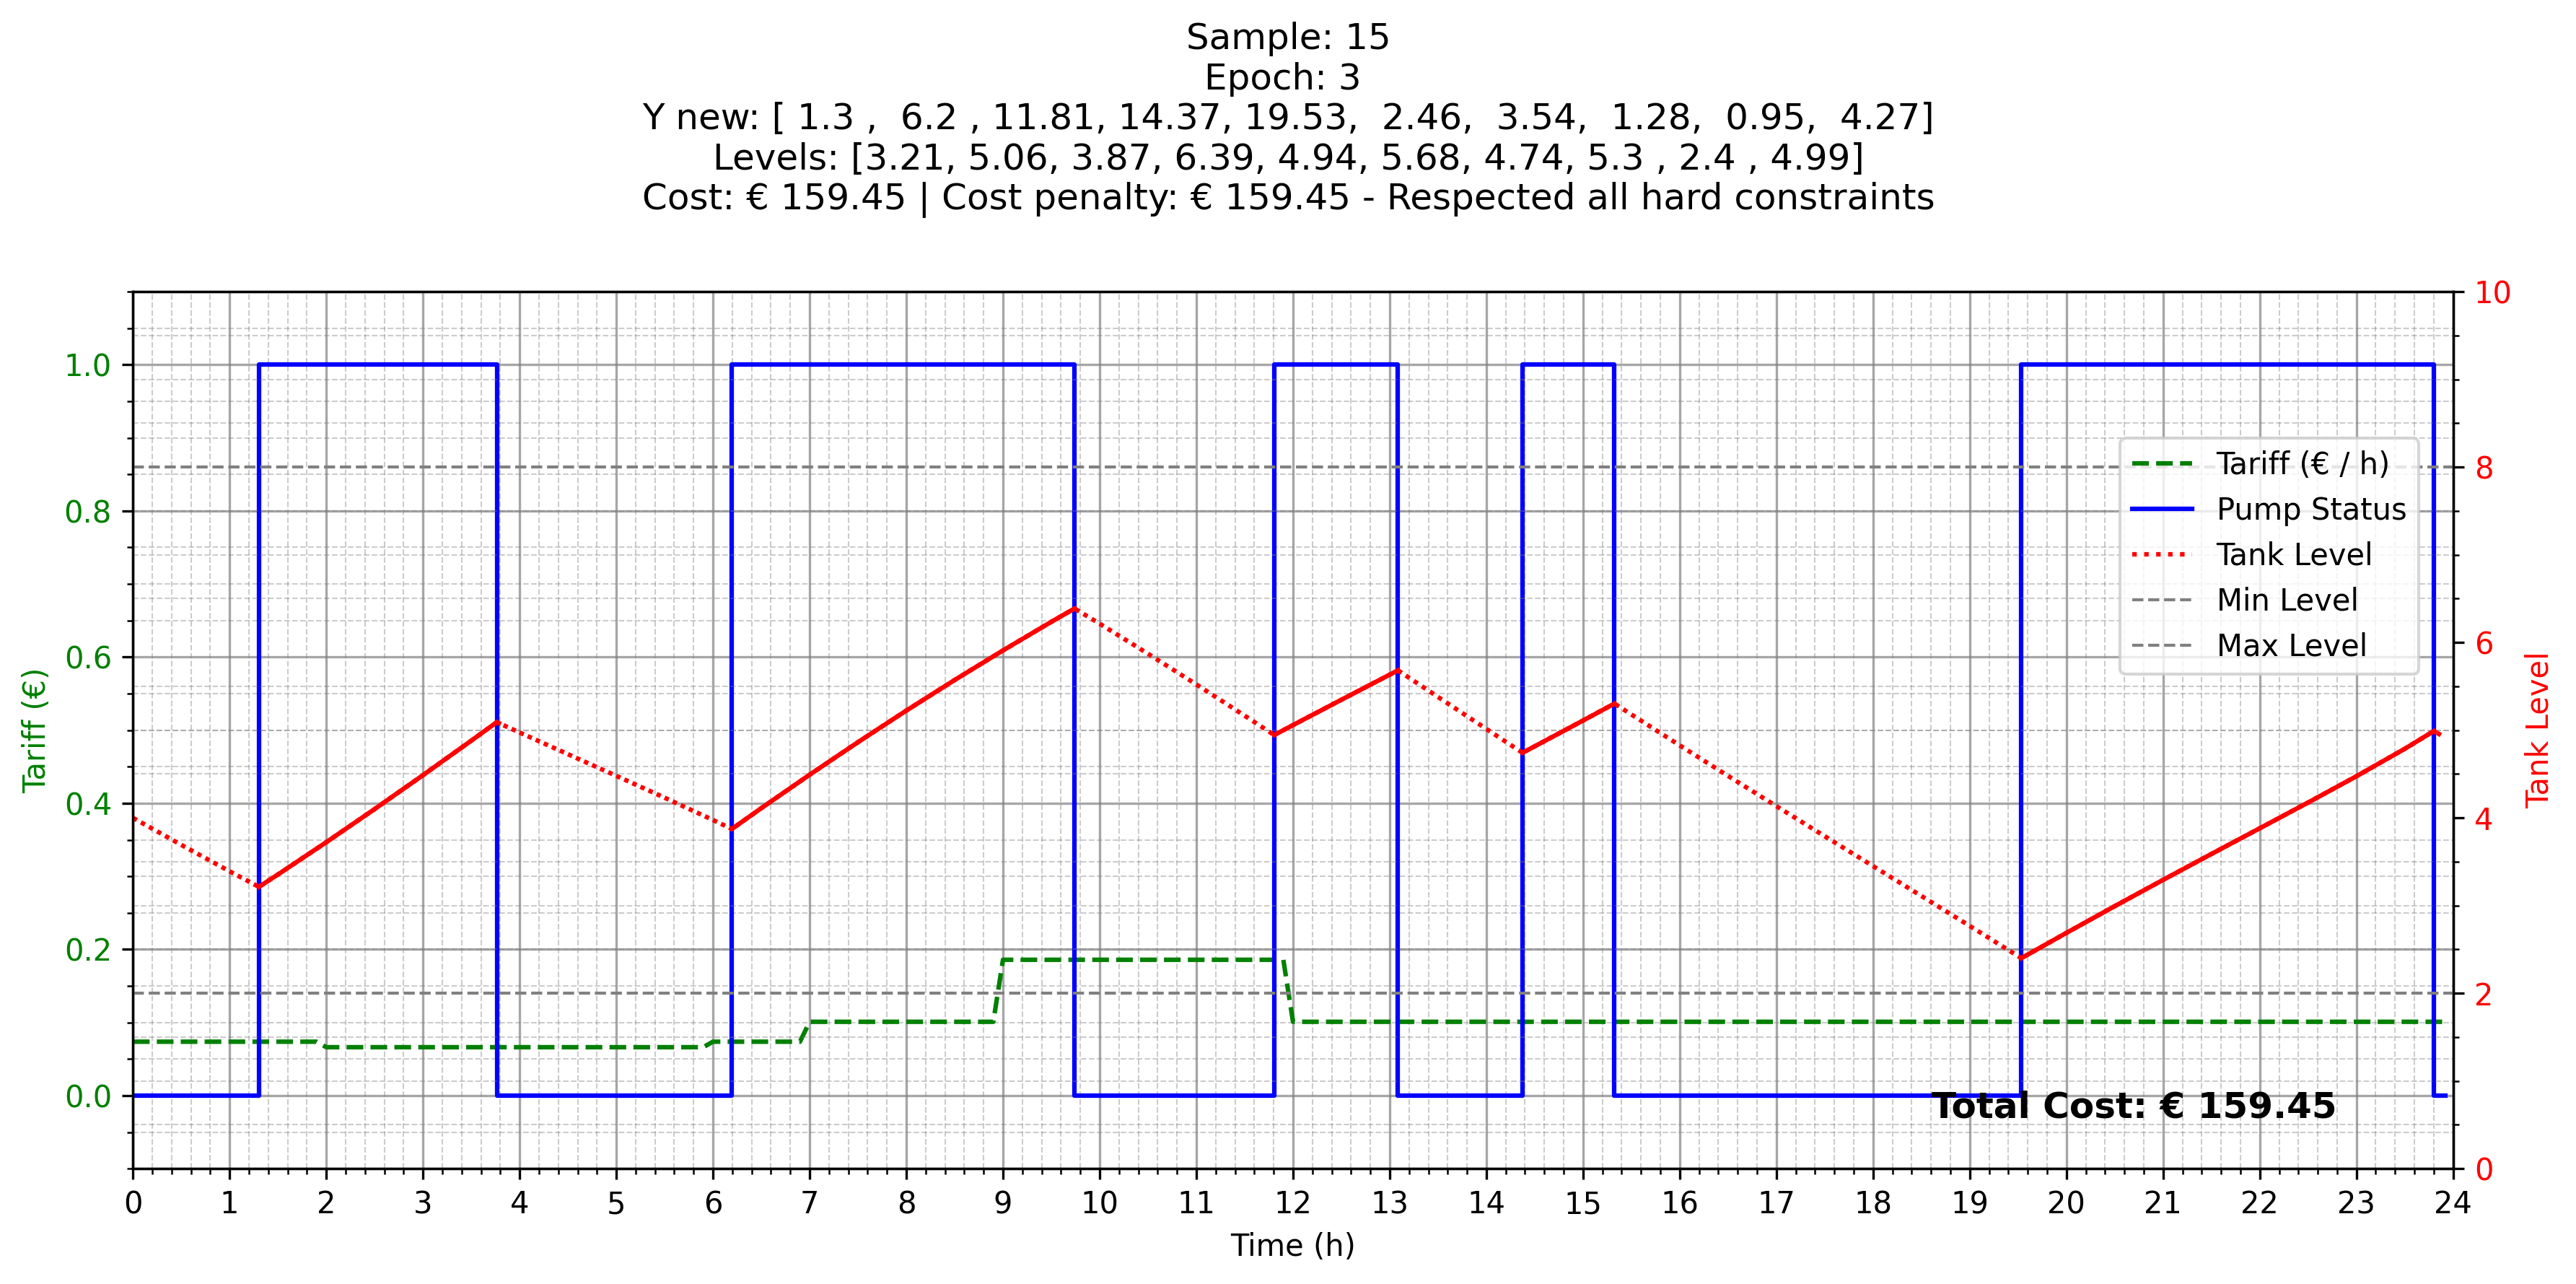 Sample: 15
Epoch: 3
Y new: [ 1.3 ,  6.2 , 11.81, 14.37, 19.53,  2.46,  3.54,  1.28,  0.95,  4.27]
Levels: [3.21, 5.06, 3.87, 6.39, 4.94, 5.68, 4.74, 5.3 , 2.4 , 4.99]
Cost: € 159.45 | Cost penalty: € 159.45 - Respected all hard constraints
Tariff (€)
1.0
0.8
0.6
0.4
0.2
0.0
10
8
6
4
2
0
Tank Level
Tariff (€ / h)
Pump Status
Tank Level
Min Level
Max Level
Total Cost: € 159.45
0 1 2 3 4 5 6 7 8 9 10 11 12 13 14 15 16 17 18 19 20 21 22 23 24
Time (h)